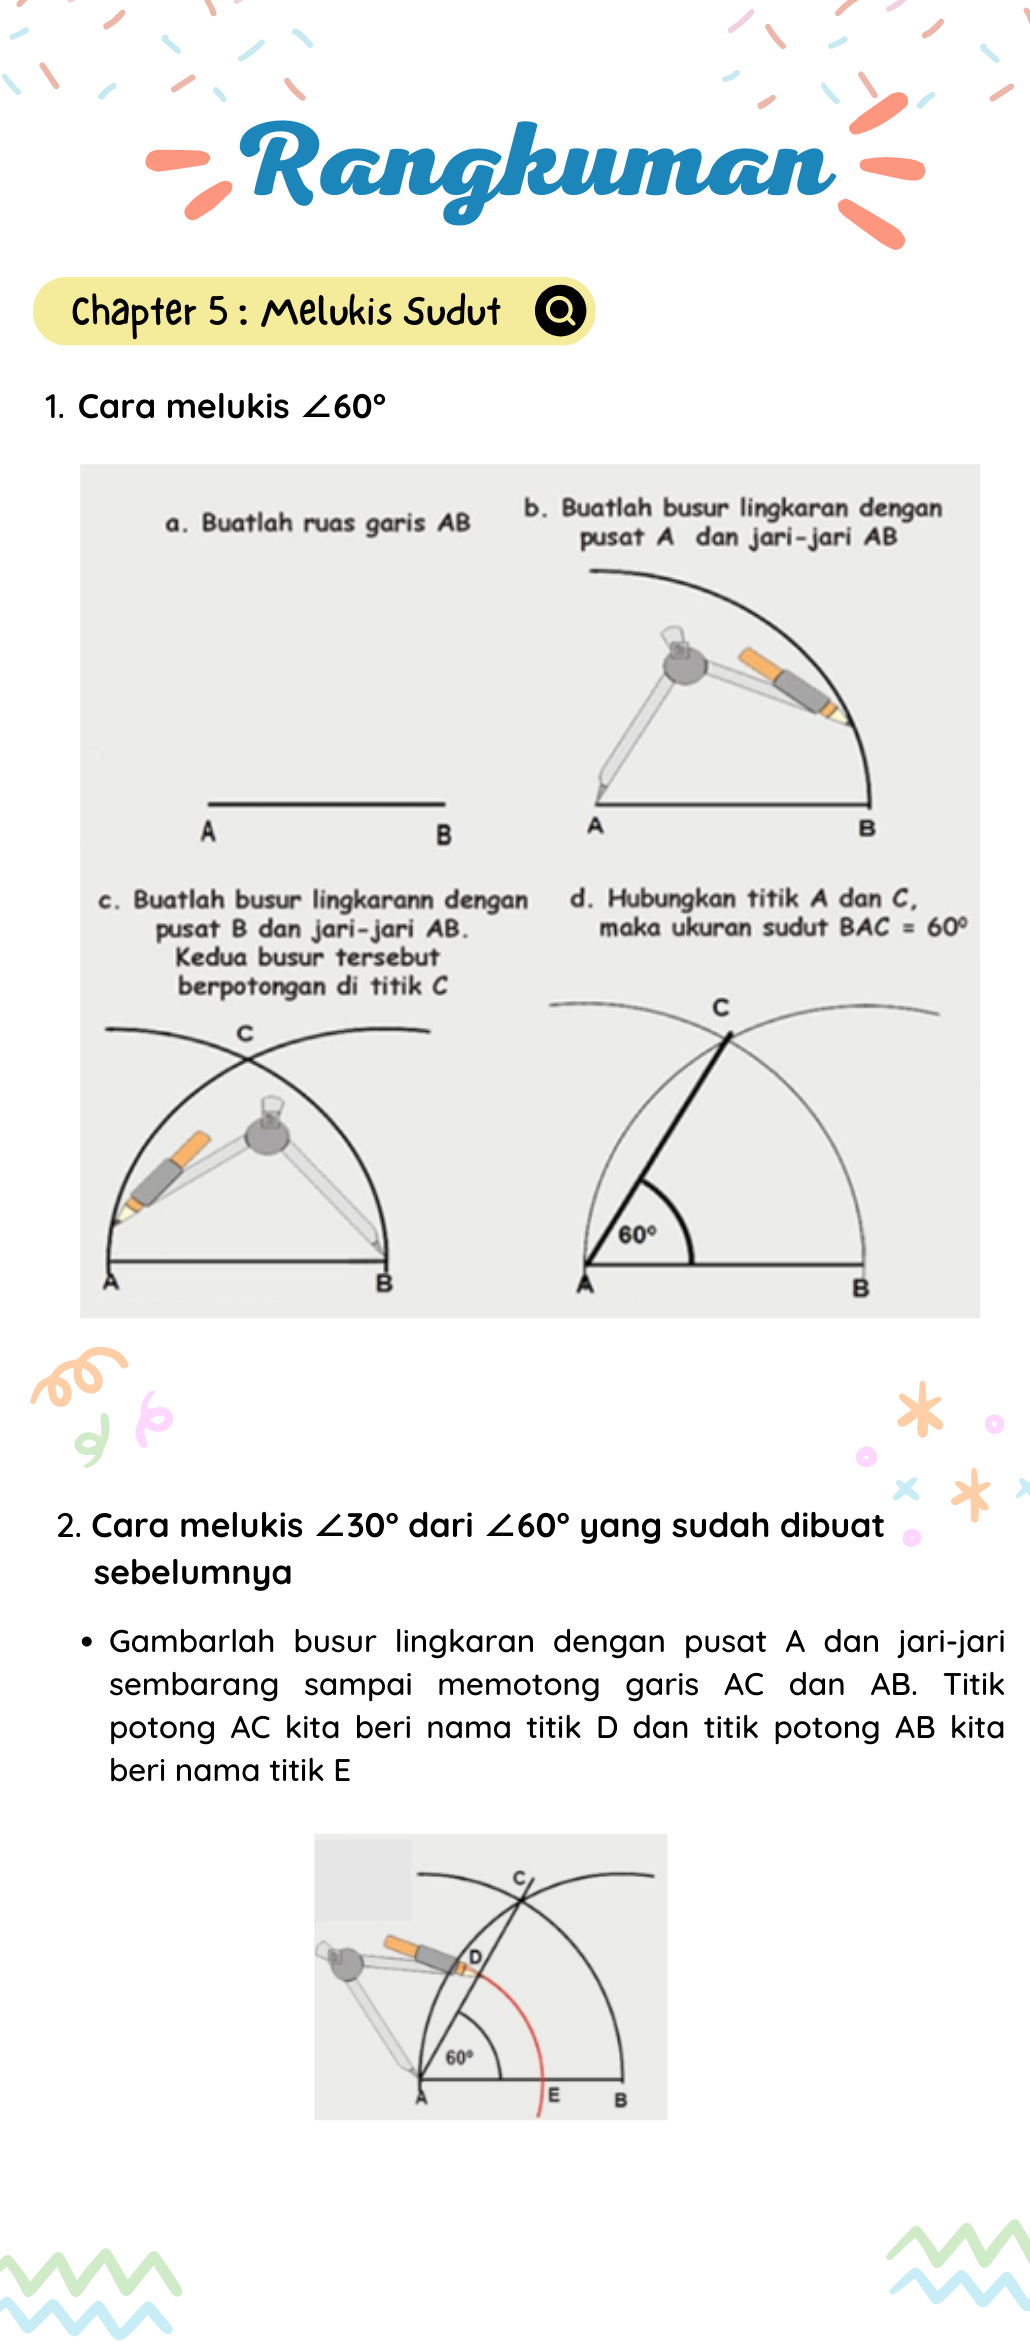 Rangkuman
Chapter 5 : Melukis Sudut
1. Cara melukis ∠60°
a. Buatlah ruas garis AB
A
B
b. Buatlah busur lingkaran dengan
pusat A dan jari-jari AB
A
B
c. Buatlah busur lingkarann dengan
pusat B dan jari-jari AB.
Kedua busur tersebut
berpotongan di titik C
C
A
B
d. Hubungkan titik A dan C,
maka ukuran sudut BAC = 60°
C
60°
A
B
2. Cara melukis ∠30° dari ∠60° yang sudah dibuat
sebelumnya
• Gambarlah busur lingkaran dengan pusat A dan jari-jari
sembarang sampai memotong garis AC dan AB. Titik
potong AC kita beri nama titik D dan titik potong AB kita
beri nama titik E
C
D
60°
A
E
B